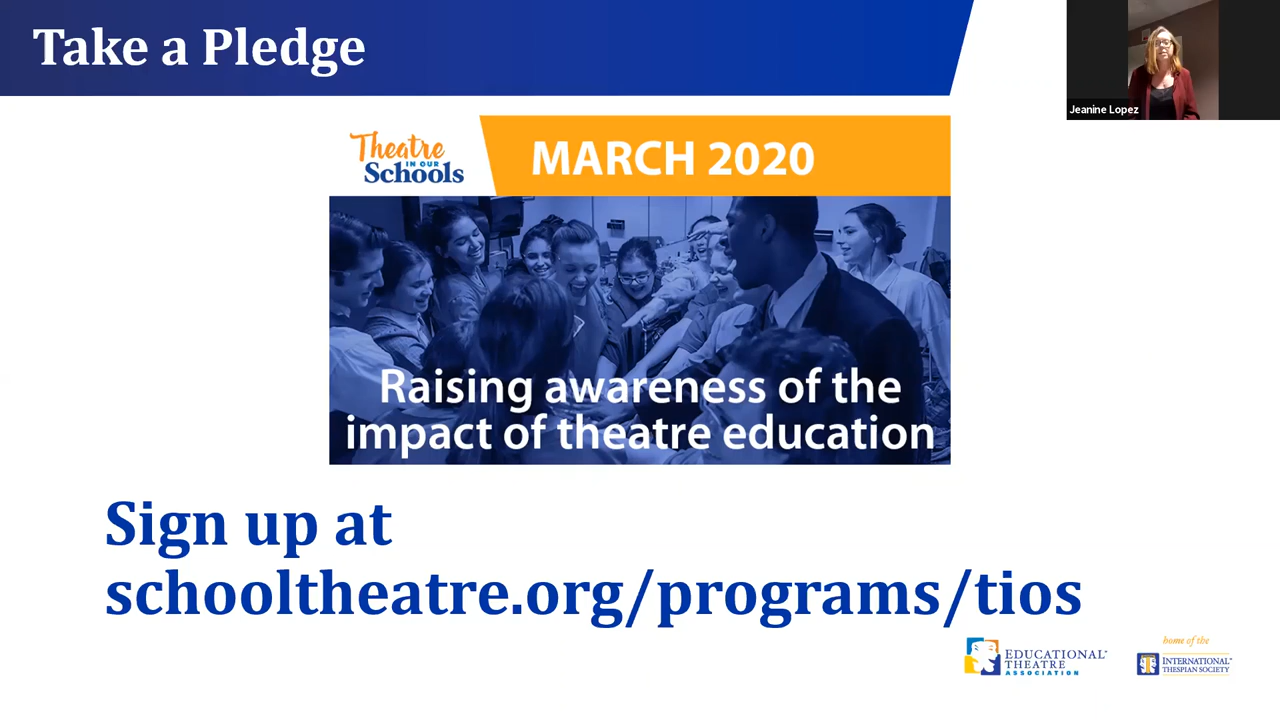 Take a Pledge
Jeanine Lopez
Theatre
IN OUR
Schools
MARCH 2020
Raising awareness of the
impact of theatre education
Sign up at
schooltheatre.org/programs/tios
EDUCATIONAL
THEATRE
ASSOCIATION
home of the
INTERNATIONAL
THESPIAN SOCIETY